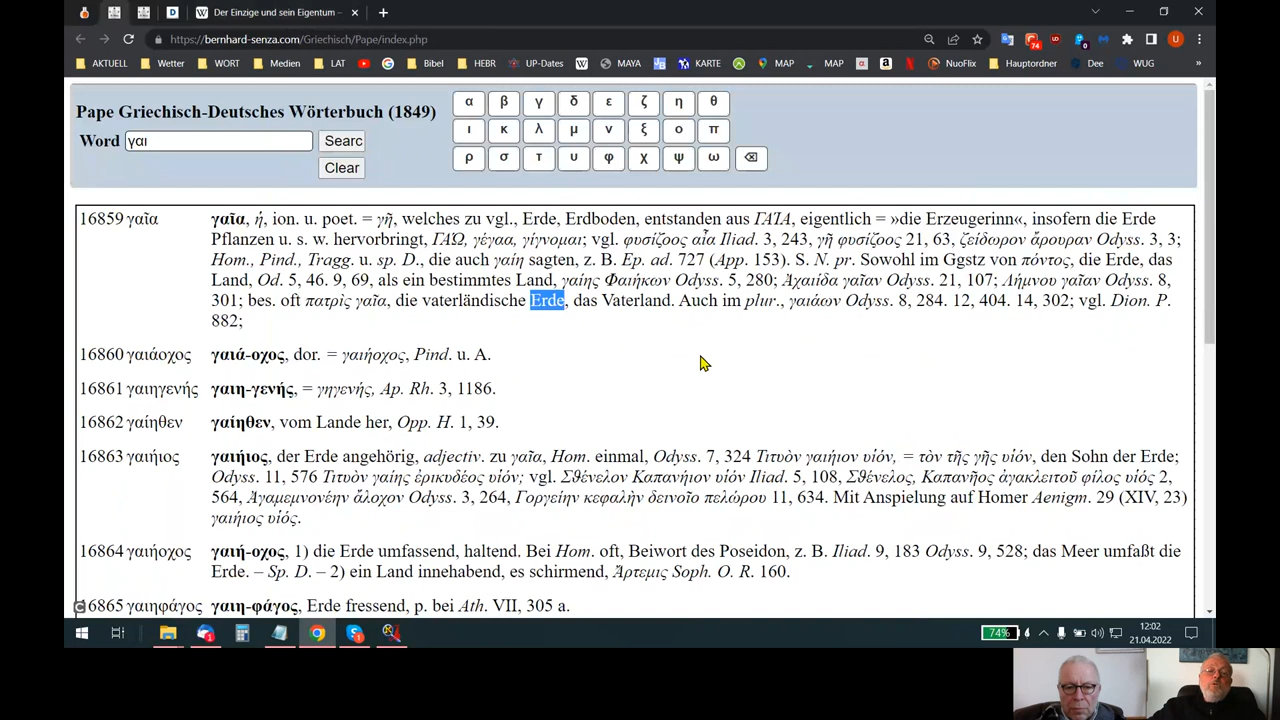 Der Einzige und sein Eigentum –
https://bernhard-senza.com/Griechisch/Pape/index.php
AKTUELL Wetter WORT Medien LAT Bibel HEBR UP-Dates MAYA KARTE MAP MAP NuoFlix Hauptordner Dee WUG »
Pape Griechisch-Deutsches Wörterbuch (1849)
Word γαι Searc
Clear
α β γ δ ε ζ η θ
ι κ λ μ ν ξ ο π
ρ σ τ υ φ χ ψ ω
16859 γαῖα γαῖα, ἡ, ion. u. poet. = γῆ, welches zu vgl., Erde, Erdboden, entstanden aus ΓΑΊΑ, eigentlich = »die Erzeugerinn«, insofern die Erde
Pflanzen u. s. w. hervorbringt, ΓΑΏ, γέγαα, γίγνομαι; vgl. φυσίζοος αἶα Iliad. 3, 243, γῆ φυσίζοος 21, 63, ζείδωρον ἄρουραν Odyss. 3, 3;
Hom., Pind., Tragg. u. sp. D., die auch γαίη sagten, z. B. Ep. ad. 727 (App. 153). S. N. pr. Sowohl im Ggstz von πόντος, die Erde, das
Land, Od. 5, 46. 9, 69, als ein bestimmtes Land, γαίης Φαιήκων Odyss. 5, 280; Ἀχαιίδα γαῖαν Odyss. 21, 107; Λήμνου γαῖαν Odyss. 8,
301; bes. oft πατρὶς γαῖα, die vaterländische Erde, das Vaterland. Auch im plur., γαιάων Odyss. 8, 284. 12, 404. 14, 302; vgl. Dion. P.
882;
16860 γαιάοχος γαιά-οχος, dor. = γαιήοχος, Pind. u. A.
16861 γαιηγενής γαιη-γενής, = γηγενής, Ap. Rh. 3, 1186.
16862 γαίηθεν γαίηθεν, vom Lande her, Opp. H. 1, 39.
16863 γαιήιος γαιήιος, der Erde angehörig, adjectiv. zu γαῖα, Hom. einmal, Odyss. 7, 324 Τιτυὸν γαιήιον υἱόν, = τὸν τῆς γῆς υἱόν, den Sohn der Erde;
Odyss. 11, 576 Τιτυὸν γαίης ἐρικυδέος υἱόν; vgl. Σθένελον Καπανήιον υἱόν Iliad. 5, 108, Σθένελος, Καπανῆος ἀγακλειτοῦ φίλος υἱός 2,
564, Ἀγαμεμνονέην ἄλοχον Odyss. 3, 264, Γοργείην κεφαλὴν δεινοῖο πελώρου 11, 634. Mit Anspielung auf Homer Aenigm. 29 (XIV, 23)
γαιήιος υἱός.
16864 γαιήοχος γαιή-οχος, 1) die Erde umfassend, haltend. Bei Hom. oft, Beiwort des Poseidon, z. B. Iliad. 9, 183 Odyss. 9, 528; das Meer umfaßt die
Erde. – Sp. D. – 2) ein Land innehabend, es schirmend, Ἄρτεμις Soph. O. R. 160.
16865 γαιηφάγος γαιη-φάγος, Erde fressend, p. bei Ath. VII, 305 a.
74% 12:02
21.04.2022